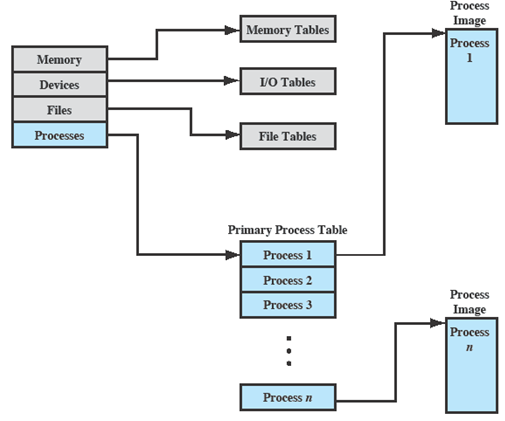 Process
Image
Process
1
Memory Tables
Memory
Devices
Files
Processes
I/O Tables
File Tables
Primary Process Table
Process 1
Process 2
Process 3
Process n
Process
Image
Process
n